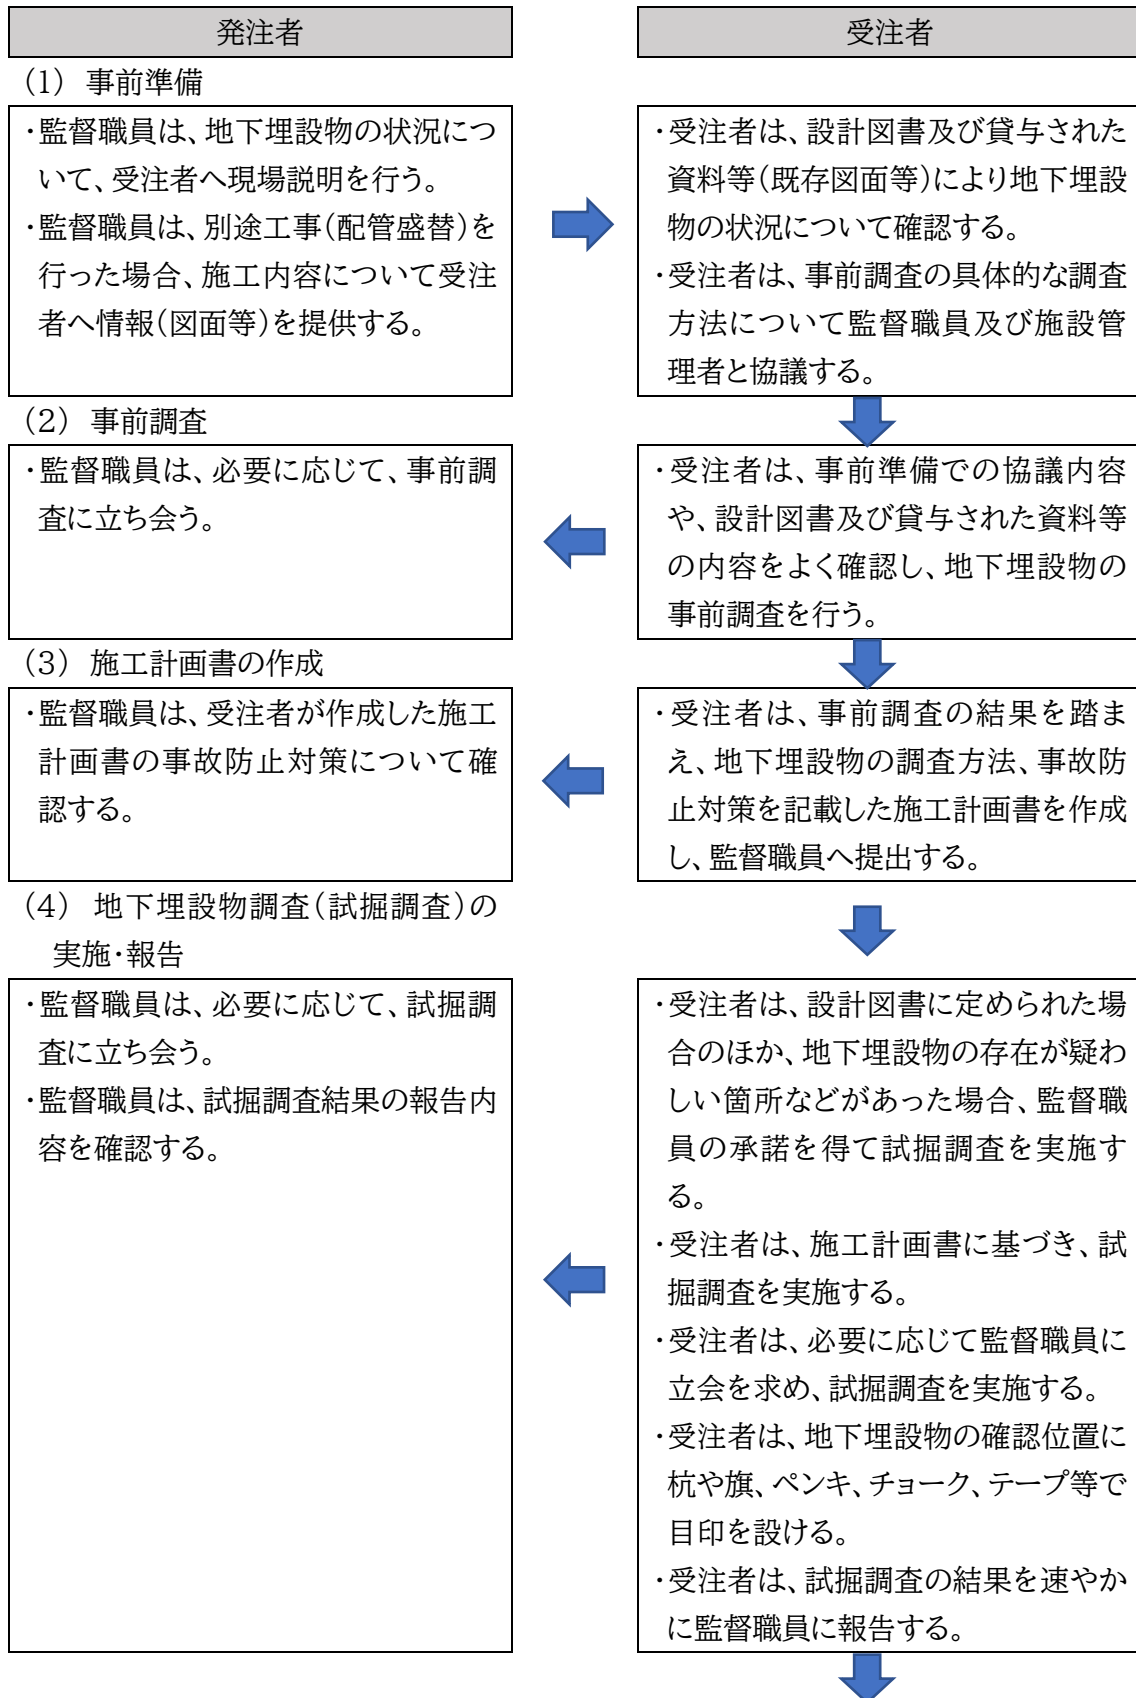 発注者
受注者
（1） 事前準備
・監督職員は、地下埋設物の状況につ
いて、受注者へ現場説明を行う。
・監督職員は、別途工事（配管盛替）を
行った場合、施工内容について受注
者へ情報（図面等）を提供する。
・受注者は、設計図書及び貸与された
資料等（既存図面等）により地下埋設
物の状況について確認する。
・受注者は、事前調査の具体的な調査
方法について監督職員及び施設管
理者と協議する。
（2） 事前調査
・監督職員は、必要に応じて、事前調
査に立ち会う。
・受注者は、事前準備での協議内容
や、設計図書及び貸与された資料等
の内容をよく確認し、地下埋設物の
事前調査を行う。
（3） 施工計画書の作成
・監督職員は、受注者が作成した施工
計画書の事故防止対策について確
認する。
・受注者は、事前調査の結果を踏ま
え、地下埋設物の調査方法、事故防
止対策を記載した施工計画書を作成
し、監督職員へ提出する。
（4） 地下埋設物調査（試掘調査）の
実施・報告
・監督職員は、必要に応じて、試掘調
査に立ち会う。
・監督職員は、試掘調査結果の報告内
容を確認する。
・受注者は、設計図書に定められた場
合のほか、地下埋設物の存在が疑わ
しい箇所などがあった場合、監督職
員の承諾を得て試掘調査を実施す
る。
・受注者は、施工計画書に基づき、試
掘調査を実施する。
・受注者は、必要に応じて監督職員に
立会を求め、試掘調査を実施する。
・受注者は、地下埋設物の確認位置に
杭や旗、ペンキ、チョーク、テープ等で
目印を設ける。
・受注者は、試掘調査の結果を速やか
に監督職員に報告する。